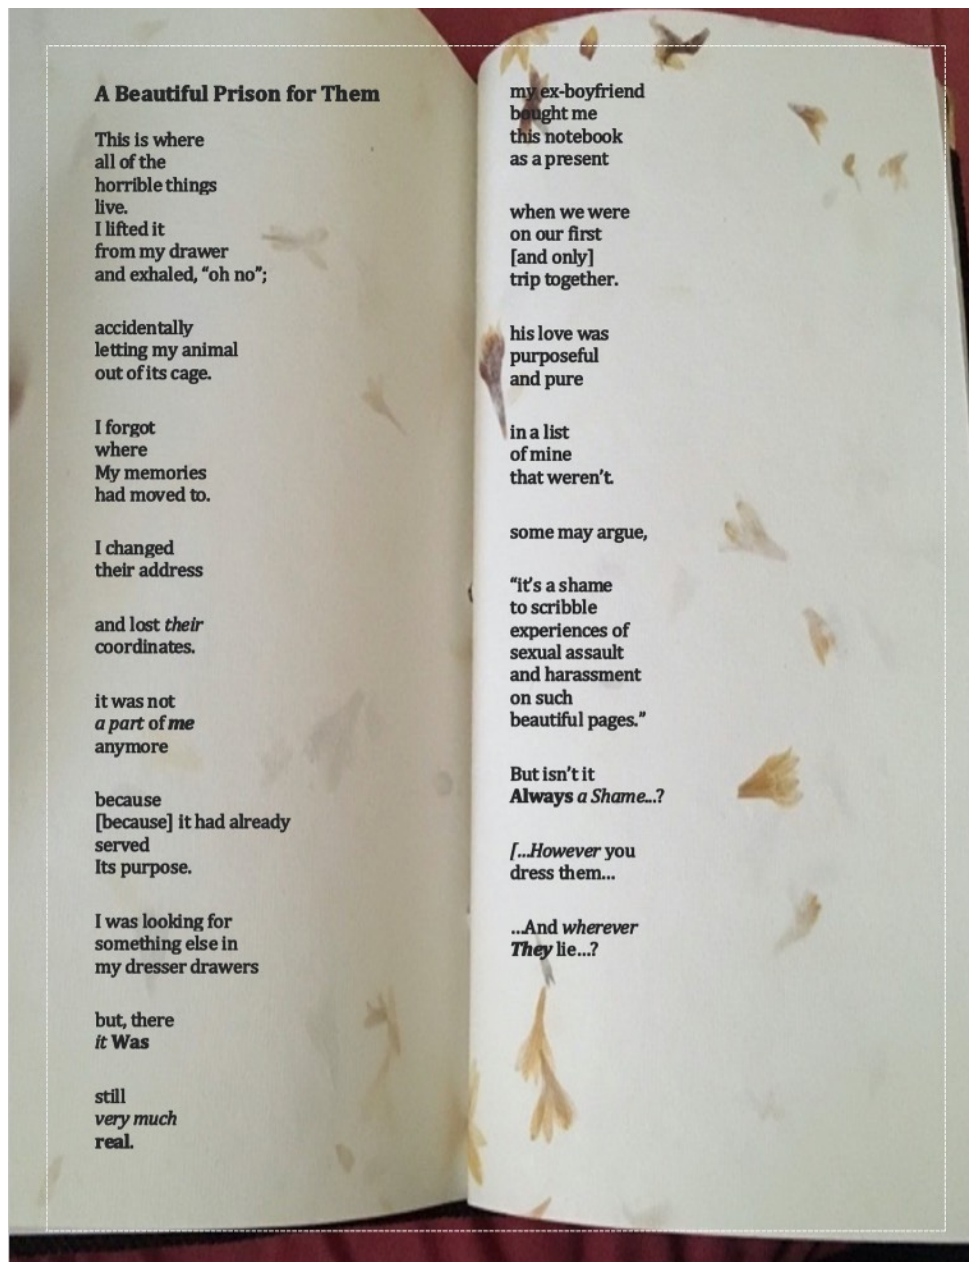 A Beautiful Prison for Them
This is where
all of the
horrible things
live.
I lifted it
from my drawer
and exhaled, “oh no”;
accidentally
letting my animal
out of its cage.
I forgot
where
My memories
had moved to.
I changed
their address
and lost their
coordinates.
it was not
a part of me
anymore
because
[because] it had already
served
Its purpose.
I was looking for
something else in
my dresser drawers
but, there
it Was
still
very much
real.
my ex-boyfriend
bought me
this notebook
as a present
when we were
on our first
[and only]
trip together.
his love was
purposeful
and pure
in a list
of mine
that weren’t.
some may argue,
“it’s a shame
to scribble
experiences of
sexual assault
and harassment
on such
beautiful pages.”
But isn’t it
Always a Shame...?
[...However you
dress them...
...And wherever
They lie...?